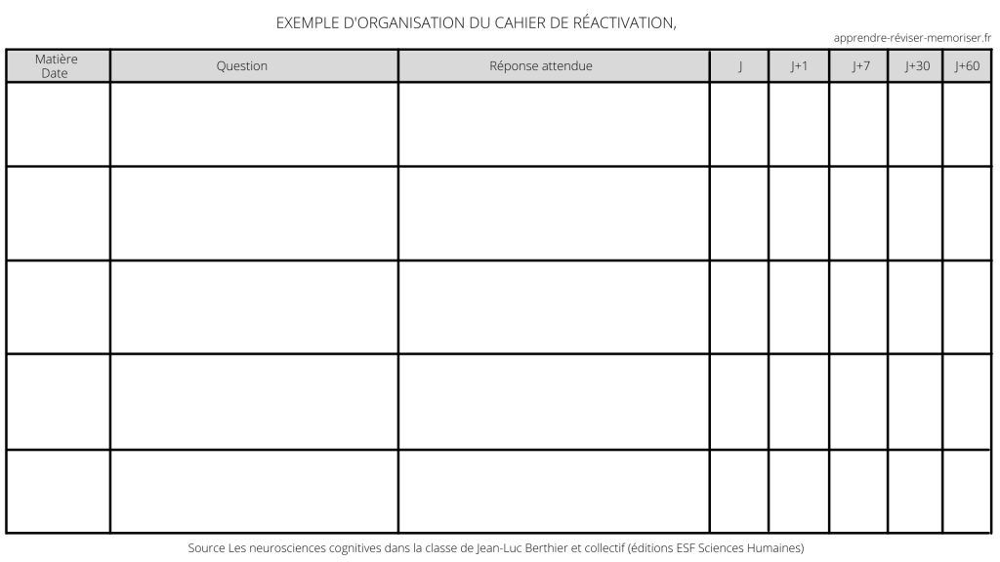 EXEMPLE D'ORGANISATION DU CAHIER DE RÉACTIVATION,
apprendre-réviser-memoriser.fr
Matière
Date
Question
Réponse attendue
J
J+1
J+7
J+30
J+60
Source Les neurosciences cognitives dans la classe de Jean-Luc Berthier et collectif (éditions ESF Sciences Humaines)